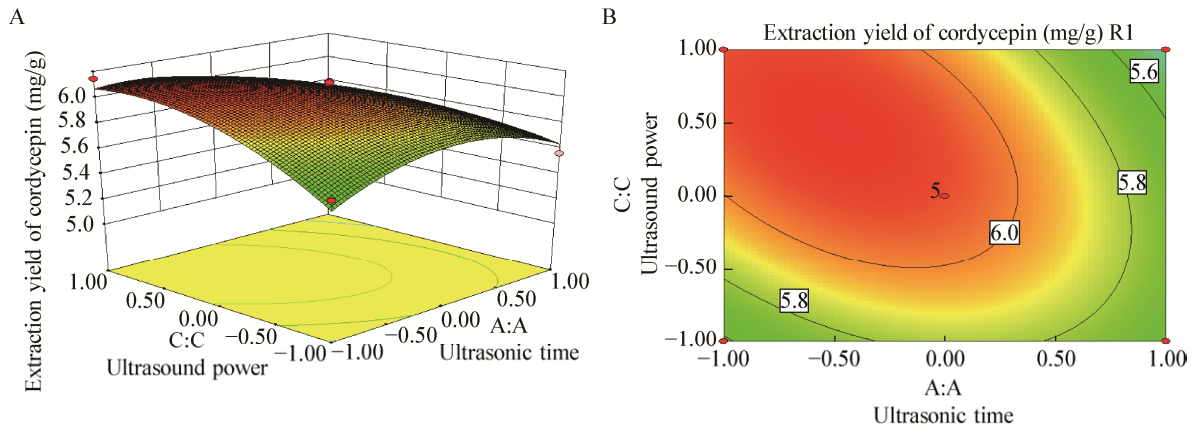 A
Extraction yield of cordycepin (mg/g)
6.0
5.8
5.6
5.4
5.2
5.0
1.00
0.50
0.00
−0.50
−1.00
C:C
Ultrasound power
−1.00
−0.50
0.00
0.50
1.00
A:A
Ultrasonic time
B
Extraction yield of cordycepin (mg/g) R1
1.00
0.50
0.00
−0.50
−1.00
C:C
Ultrasound power
5.6
5.8
5
6.0
5.8
−1.00
−0.50
0.00
0.50
1.00
A:A
Ultrasonic time